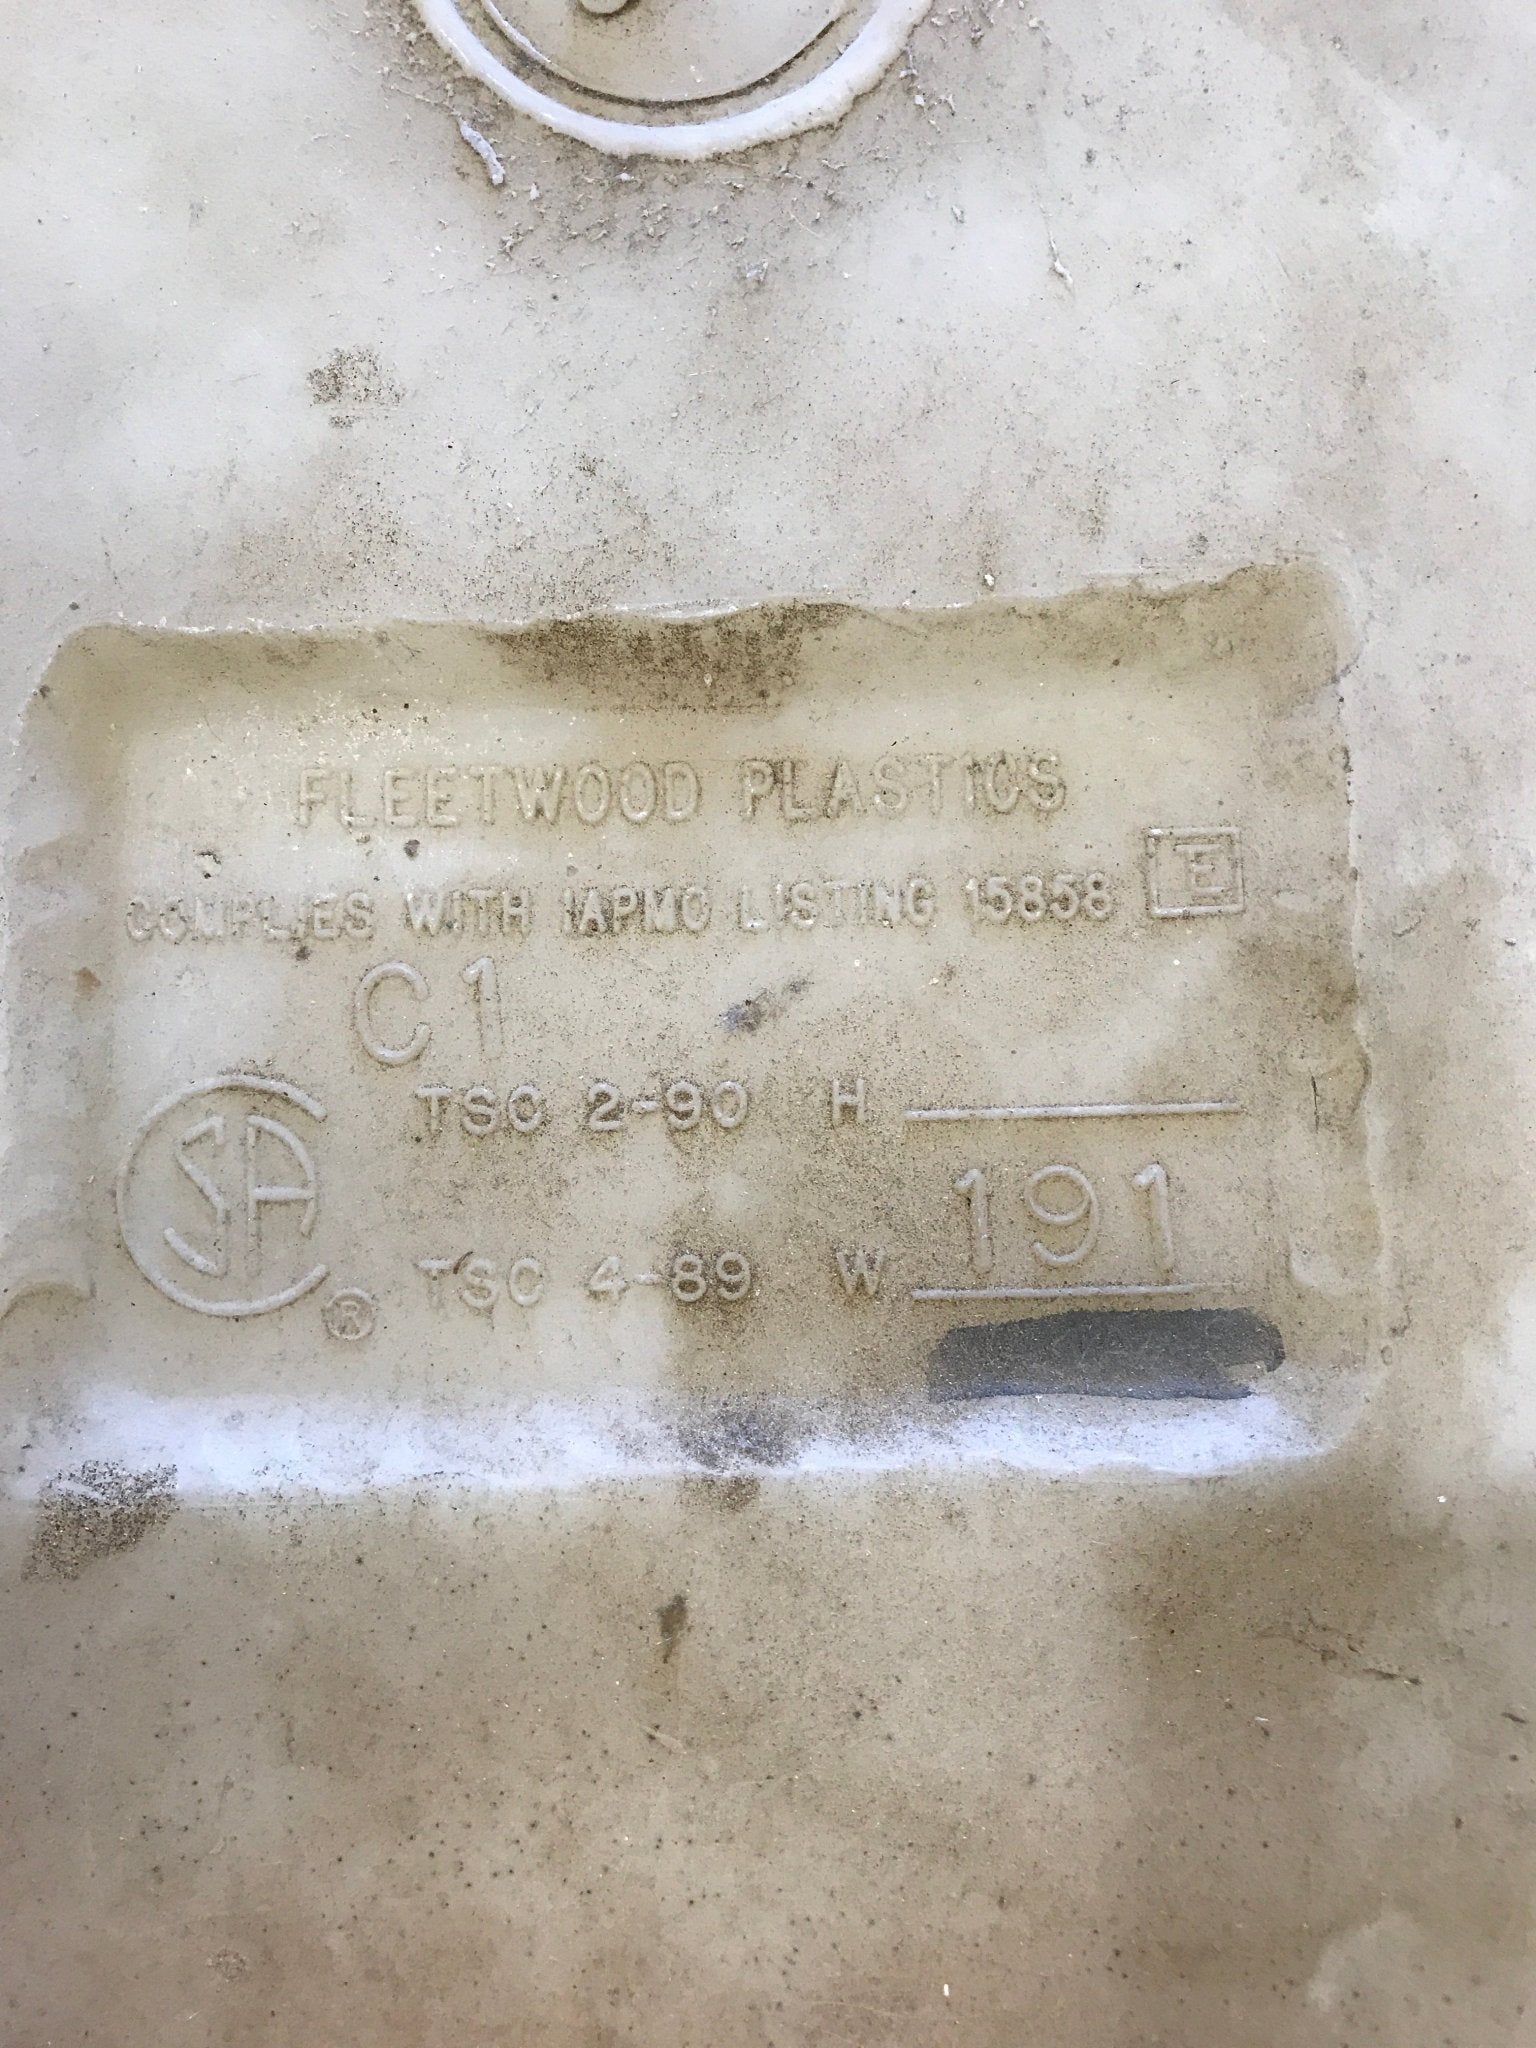 FLEETWOOD PLASTICS
COMPLIES WITH IAPMO LISTING 15858 E
C1
SA ®
TSC 2-90 H
191
TSC 4-89 W